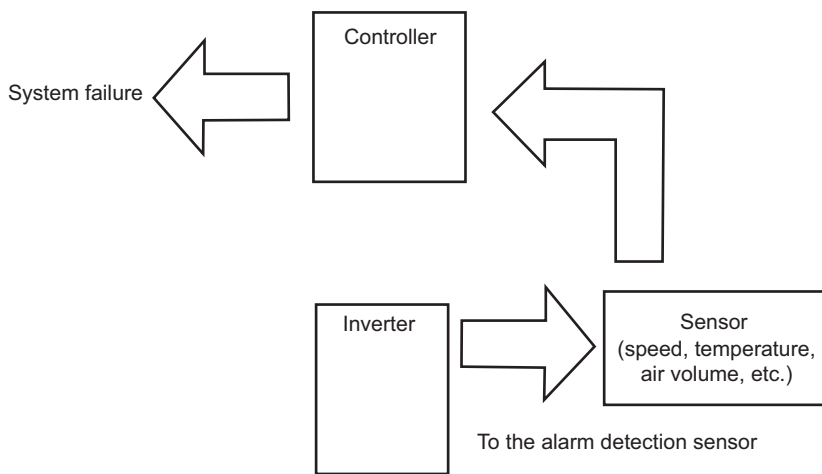 Controller
System failure
Inverter
Sensor
(speed, temperature,
air volume, etc.)
To the alarm detection sensor